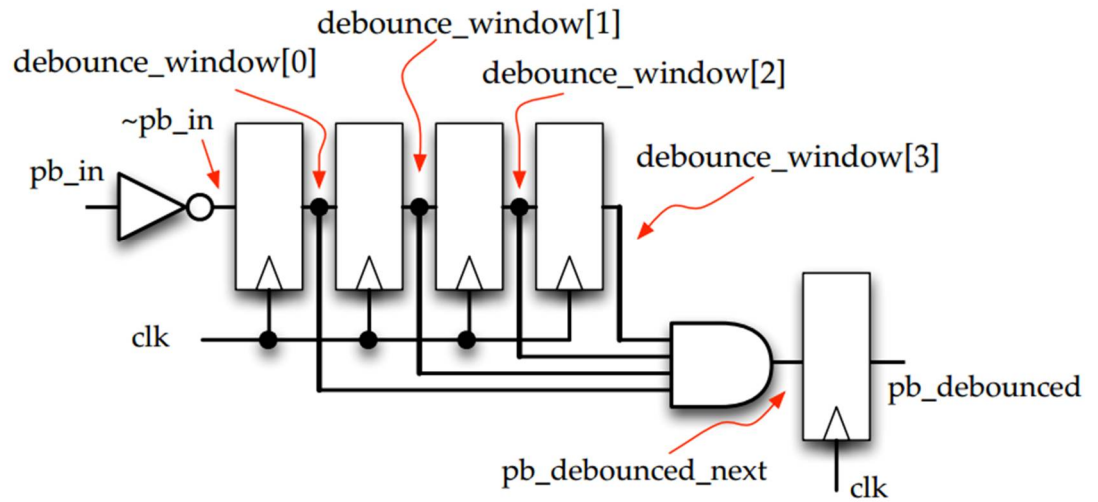 debounce_window[1]
debounce_window[0]
debounce_window[2]
~pb_in
debounce_window[3]
pb_in
clk
pb_debounced
pb_debounced_next
clk